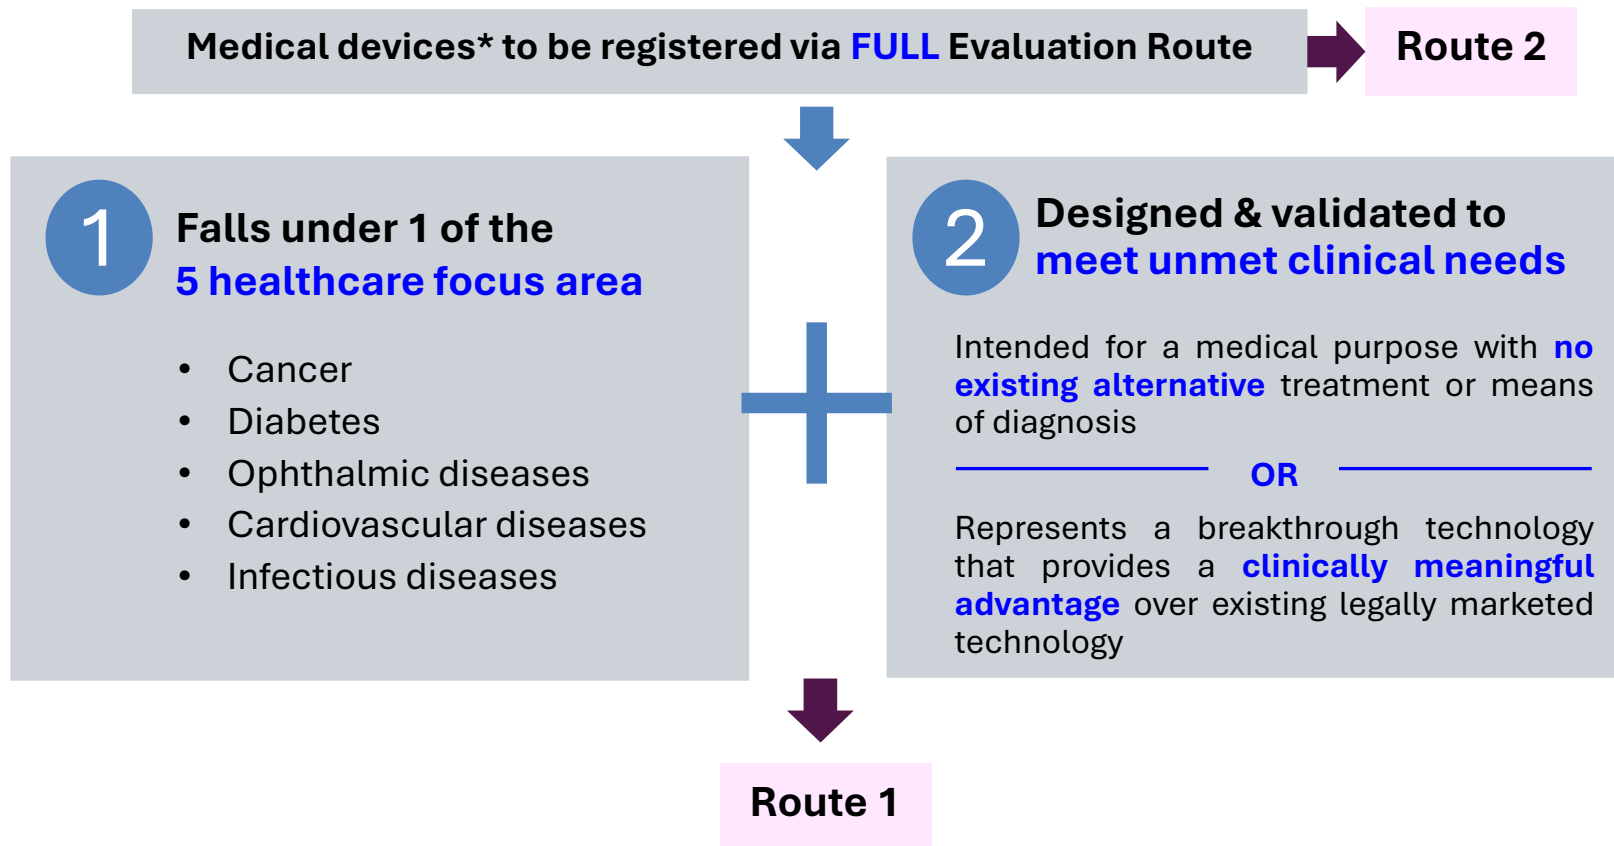 Medical devices* to be registered via FULL Evaluation Route
Route 2
1
Falls under 1 of the
5 healthcare focus area
• Cancer
• Diabetes
• Ophthalmic diseases
• Cardiovascular diseases
• Infectious diseases
2
Designed & validated to
meet unmet clinical needs
Intended for a medical purpose with no
existing alternative treatment or means
of diagnosis
OR
Represents a breakthrough technology
that provides a clinically meaningful
advantage over existing legally marketed
technology
Route 1